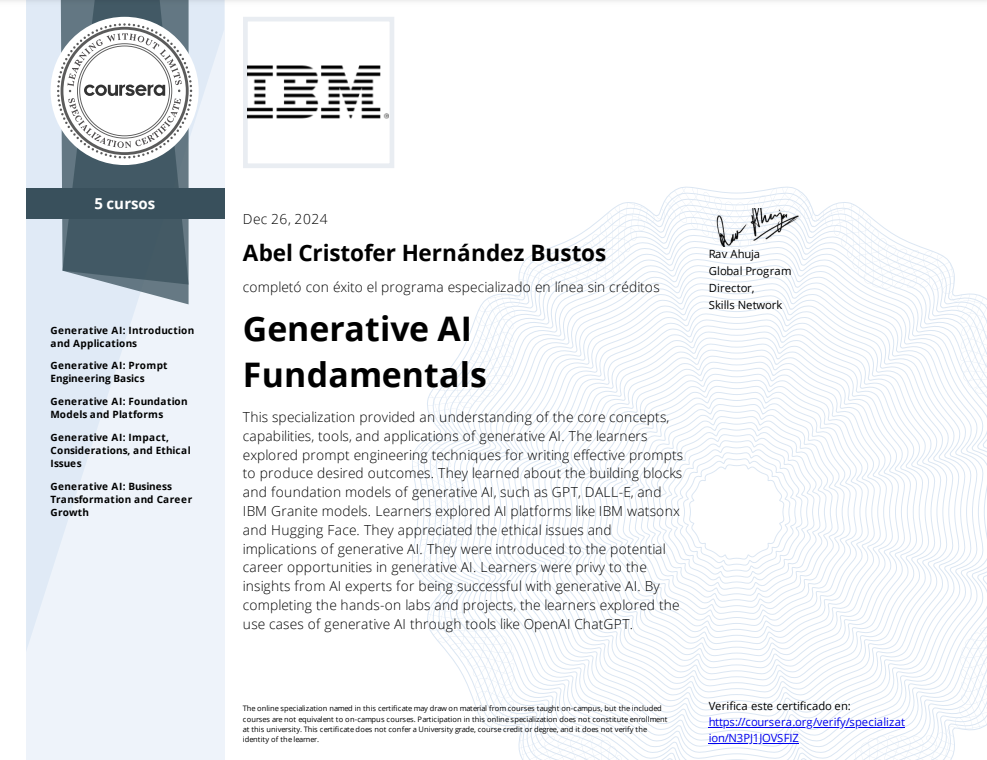 LEARNING WITHOUT LIMITS
coursera
SPECIALIZATION CERTIFICATE
IBM®
5 cursos
Generative AI: Introduction
and Applications
Generative AI: Prompt
Engineering Basics
Generative AI: Foundation
Models and Platforms
Generative AI: Impact,
Considerations, and Ethical
Issues
Generative AI: Business
Transformation and Career
Growth
Dec 26, 2024
Abel Cristofer Hernández Bustos
completó con éxito el programa especializado en línea sin créditos
Generative AI
Fundamentals
This specialization provided an understanding of the core concepts,
capabilities, tools, and applications of generative AI. The learners
explored prompt engineering techniques for writing effective prompts
to produce desired outcomes. They learned about the building blocks
and foundation models of generative AI, such as GPT, DALL-E, and
IBM Granite models. Learners explored AI platforms like IBM watsonx
and Hugging Face. They appreciated the ethical issues and
implications of generative AI. They were introduced to the potential
career opportunities in generative AI. Learners were privy to the
insights from AI experts for being successful with generative AI. By
completing the hands-on labs and projects, the learners explored the
use cases of generative AI through tools like OpenAI ChatGPT.
Rav Ahuja
Rav Ahuja
Global Program
Director,
Skills Network
The online specialization named in this certificate may draw on material from courses taught on-campus, but the included
courses are not equivalent to on-campus courses. Participation in this online specialization does not constitute enrollment
at this university. This certificate does not confer a University grade, course credit or degree, and it does not verify the
identity of the learner.
Verifica este certificado en:
https://coursera.org/verify/specializat
ion/N3PJ1JOVSFIZ